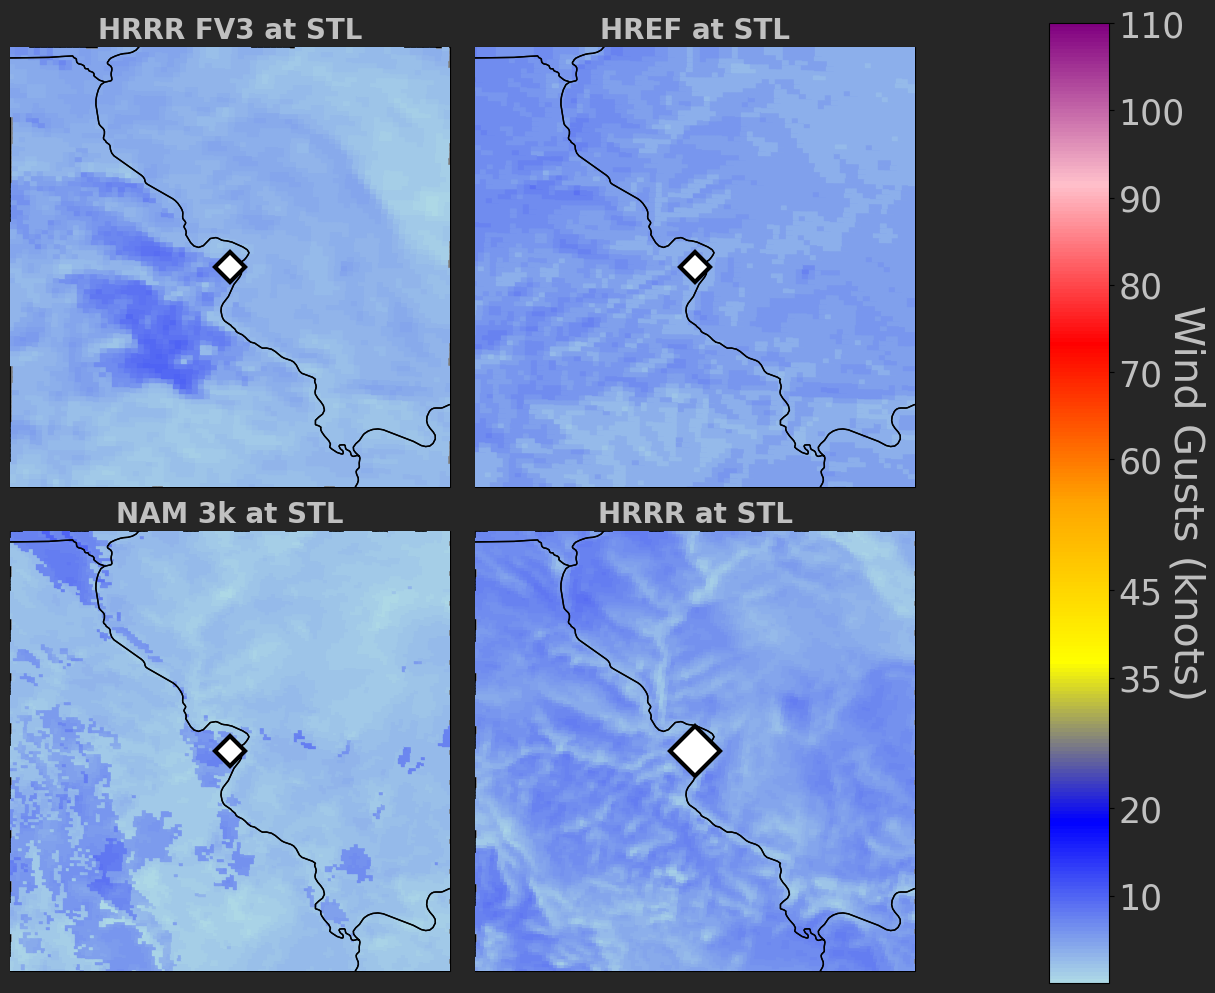 HRRR FV3 at STL
HREF at STL
NAM 3k at STL
HRRR at STL
110
100
90
80
70
60
45
35
20
10
Wind Gusts (knots)